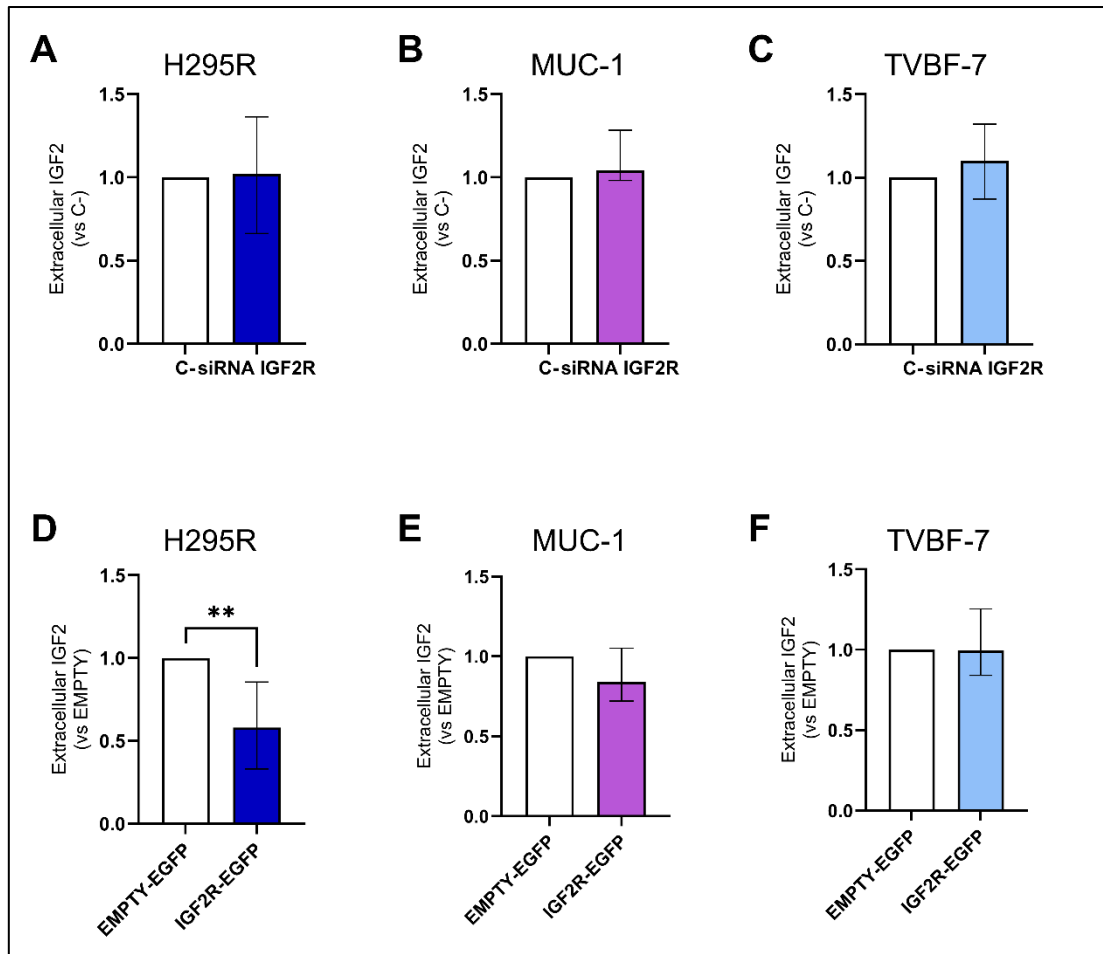 A
H295R
Extracellular IGF2
(vs C-)
1.5
1.0
0.5
0.0
C-siRNA IGF2R
B
MUC-1
Extracellular IGF2
(vs C-)
1.5
1.0
0.5
0.0
C-siRNA IGF2R
C
TVBF-7
Extracellular IGF2
(vs C-)
1.5
1.0
0.5
0.0
C-siRNA IGF2R
D
H295R
Extracellular IGF2
(vs EMPTY)
1.5
1.0
0.5
0.0
**
EMPTY-EGFP
IGF2R-EGFP
E
MUC-1
Extracellular IGF2
(vs EMPTY)
1.5
1.0
0.5
0.0
EMPTY-EGFP
IGF2R-EGFP
F
TVBF-7
Extracellular IGF2
(vs EMPTY)
1.5
1.0
0.5
0.0
EMPTY-EGFP
IGF2R-EGFP